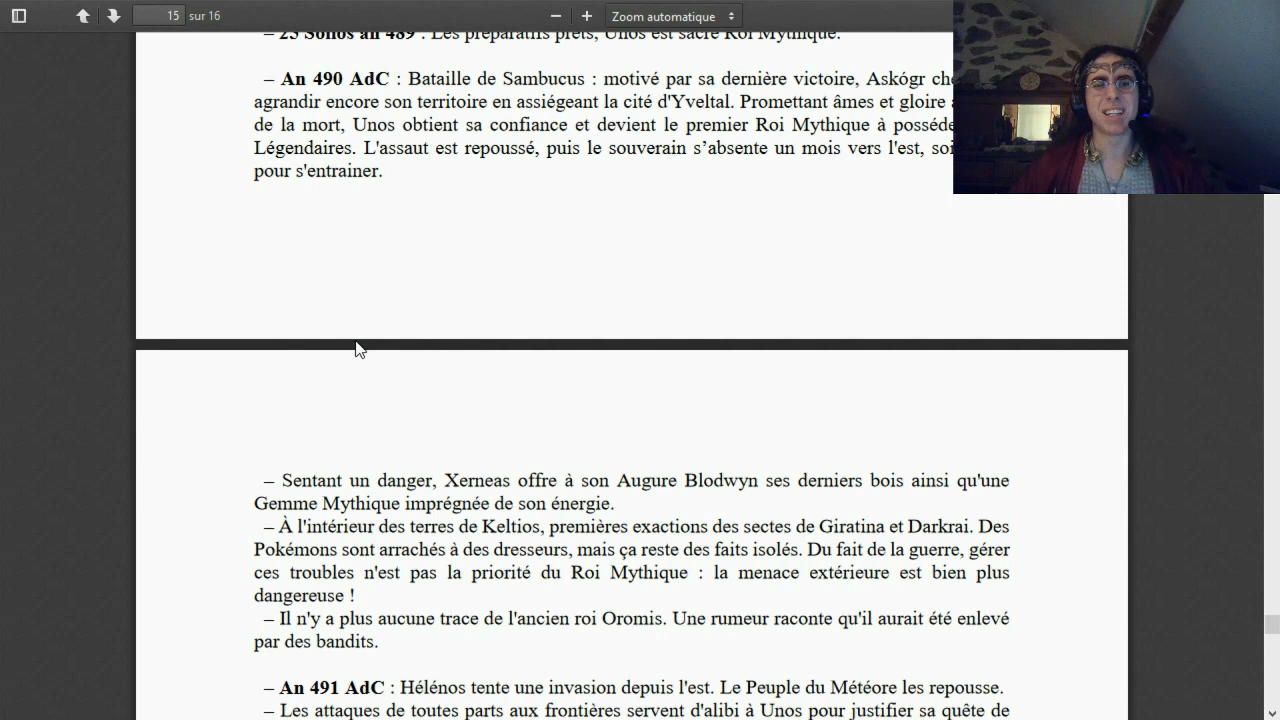 15 sur 16
Zoom automatique
– 25 Sollos an 489 : Les préparatifs prêts, Unos est sacré Roi Mythique.
– An 490 AdC : Bataille de Sambucus : motivé par sa dernière victoire, Askógr
agrandir encore son territoire en assiégeant la cité d'Yveltal. Promettant âmes et gloire
de la mort, Unos obtient sa confiance et devient le premier Roi Mythique à
Légendaires. L'assaut est repoussé, puis le souverain s’absente un mois vers l'est,
pour s'entrainer.
– Sentant un danger, Xerneas offre à son Augure Blodwyn ses derniers bois ainsi qu'une
Gemme Mythique imprégnée de son énergie.
– À l'intérieur des terres de Keltios, premières exactions des sectes de Giratina et Darkrai. Des
Pokémons sont arrachés à des dresseurs, mais ça reste des faits isolés. Du fait de la guerre, gérer
ces troubles n'est pas la priorité du Roi Mythique : la menace extérieure est bien plus
dangereuse !
– Il n'y a plus aucune trace de l'ancien roi Oromis. Une rumeur raconte qu'il aurait été enlevé
par des bandits.
– An 491 AdC : Hélénos tente une invasion depuis l'est. Le Peuple du Météore les repousse.
– Les attaques de toutes parts aux frontières servent d'alibi à Unos pour justifier sa quête de